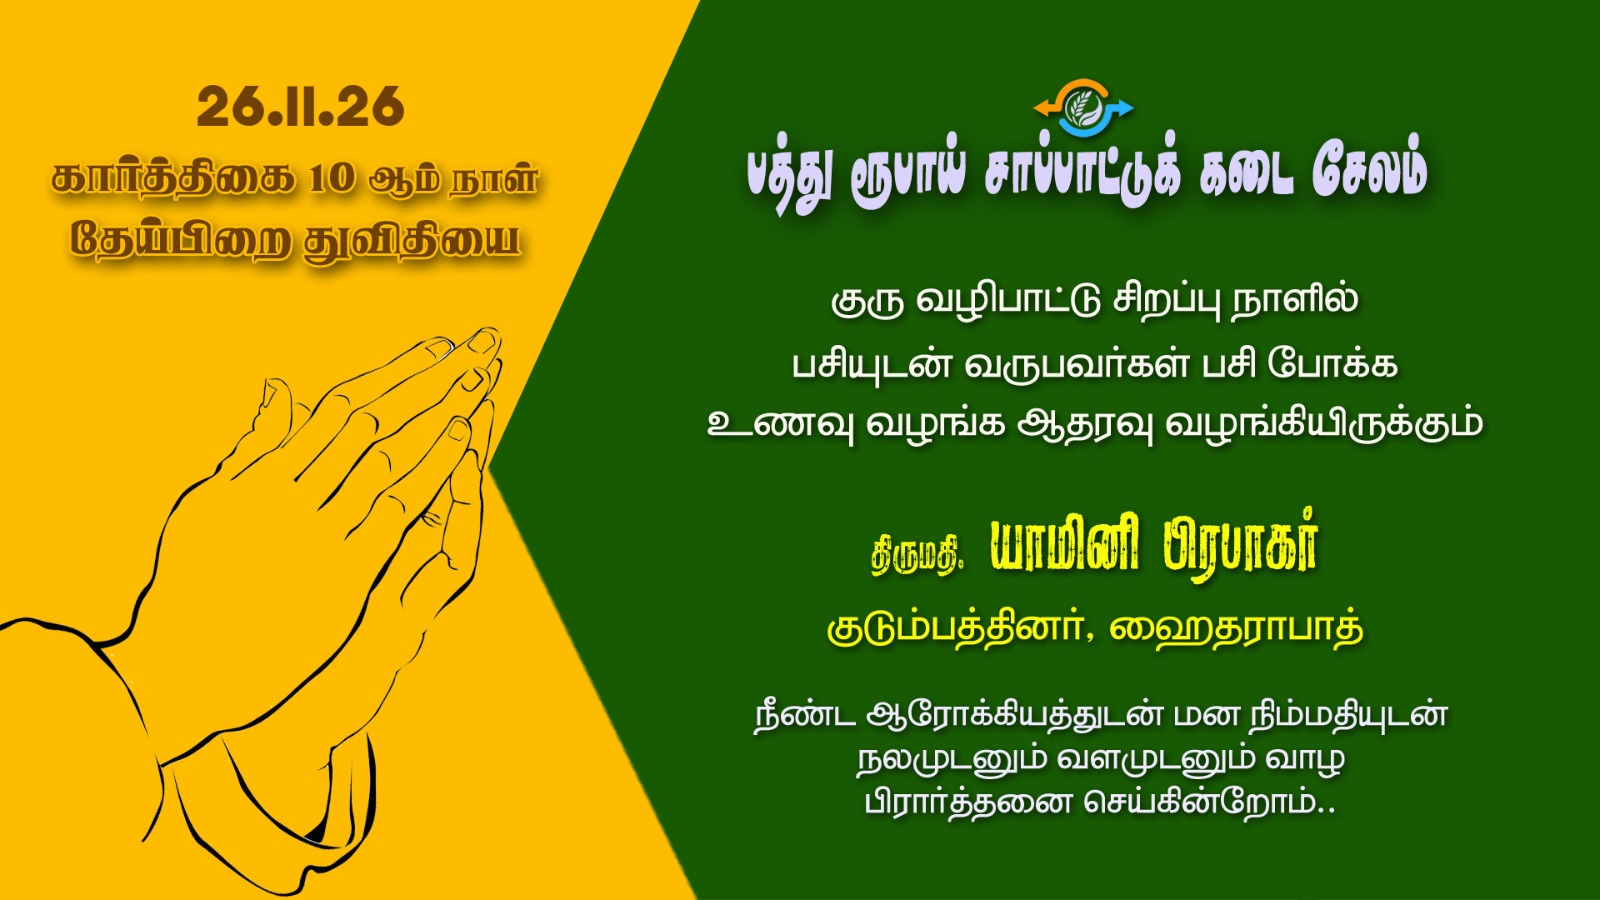 26.11.26
கார்த்திகை 10 ஆம் நாள்
தேய்பிறை துவிதியை
பத்து ரூபாய் சாப்பாட்டுக் கடை சேலம்
குரு வழிபாட்டு சிறப்பு நாளில்
பசியுடன் வருபவர்கள் பசி போக்க
உணவு வழங்க ஆதரவு வழங்கியிருக்கும்
திருமதி. யாமினி பிரபாகர்
குடும்பத்தினர், ஹைதராபாத்
நீண்ட ஆரோக்கியத்துடன் மன நிம்மதியுடன்
நலமுடனும் வளமுடனும் வாழ
பிரார்த்தனை செய்கின்றோம்..